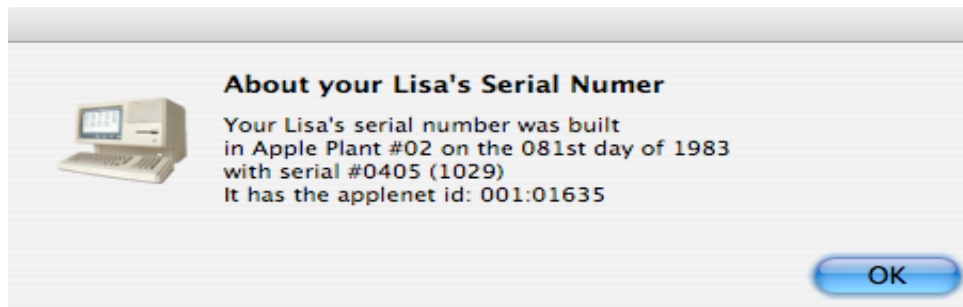 About your Lisa's Serial Numer
Your Lisa's serial number was built
in Apple Plant #02 on the 081st day of 1983
with serial #0405 (1029)
It has the applenet id: 001:01635
OK